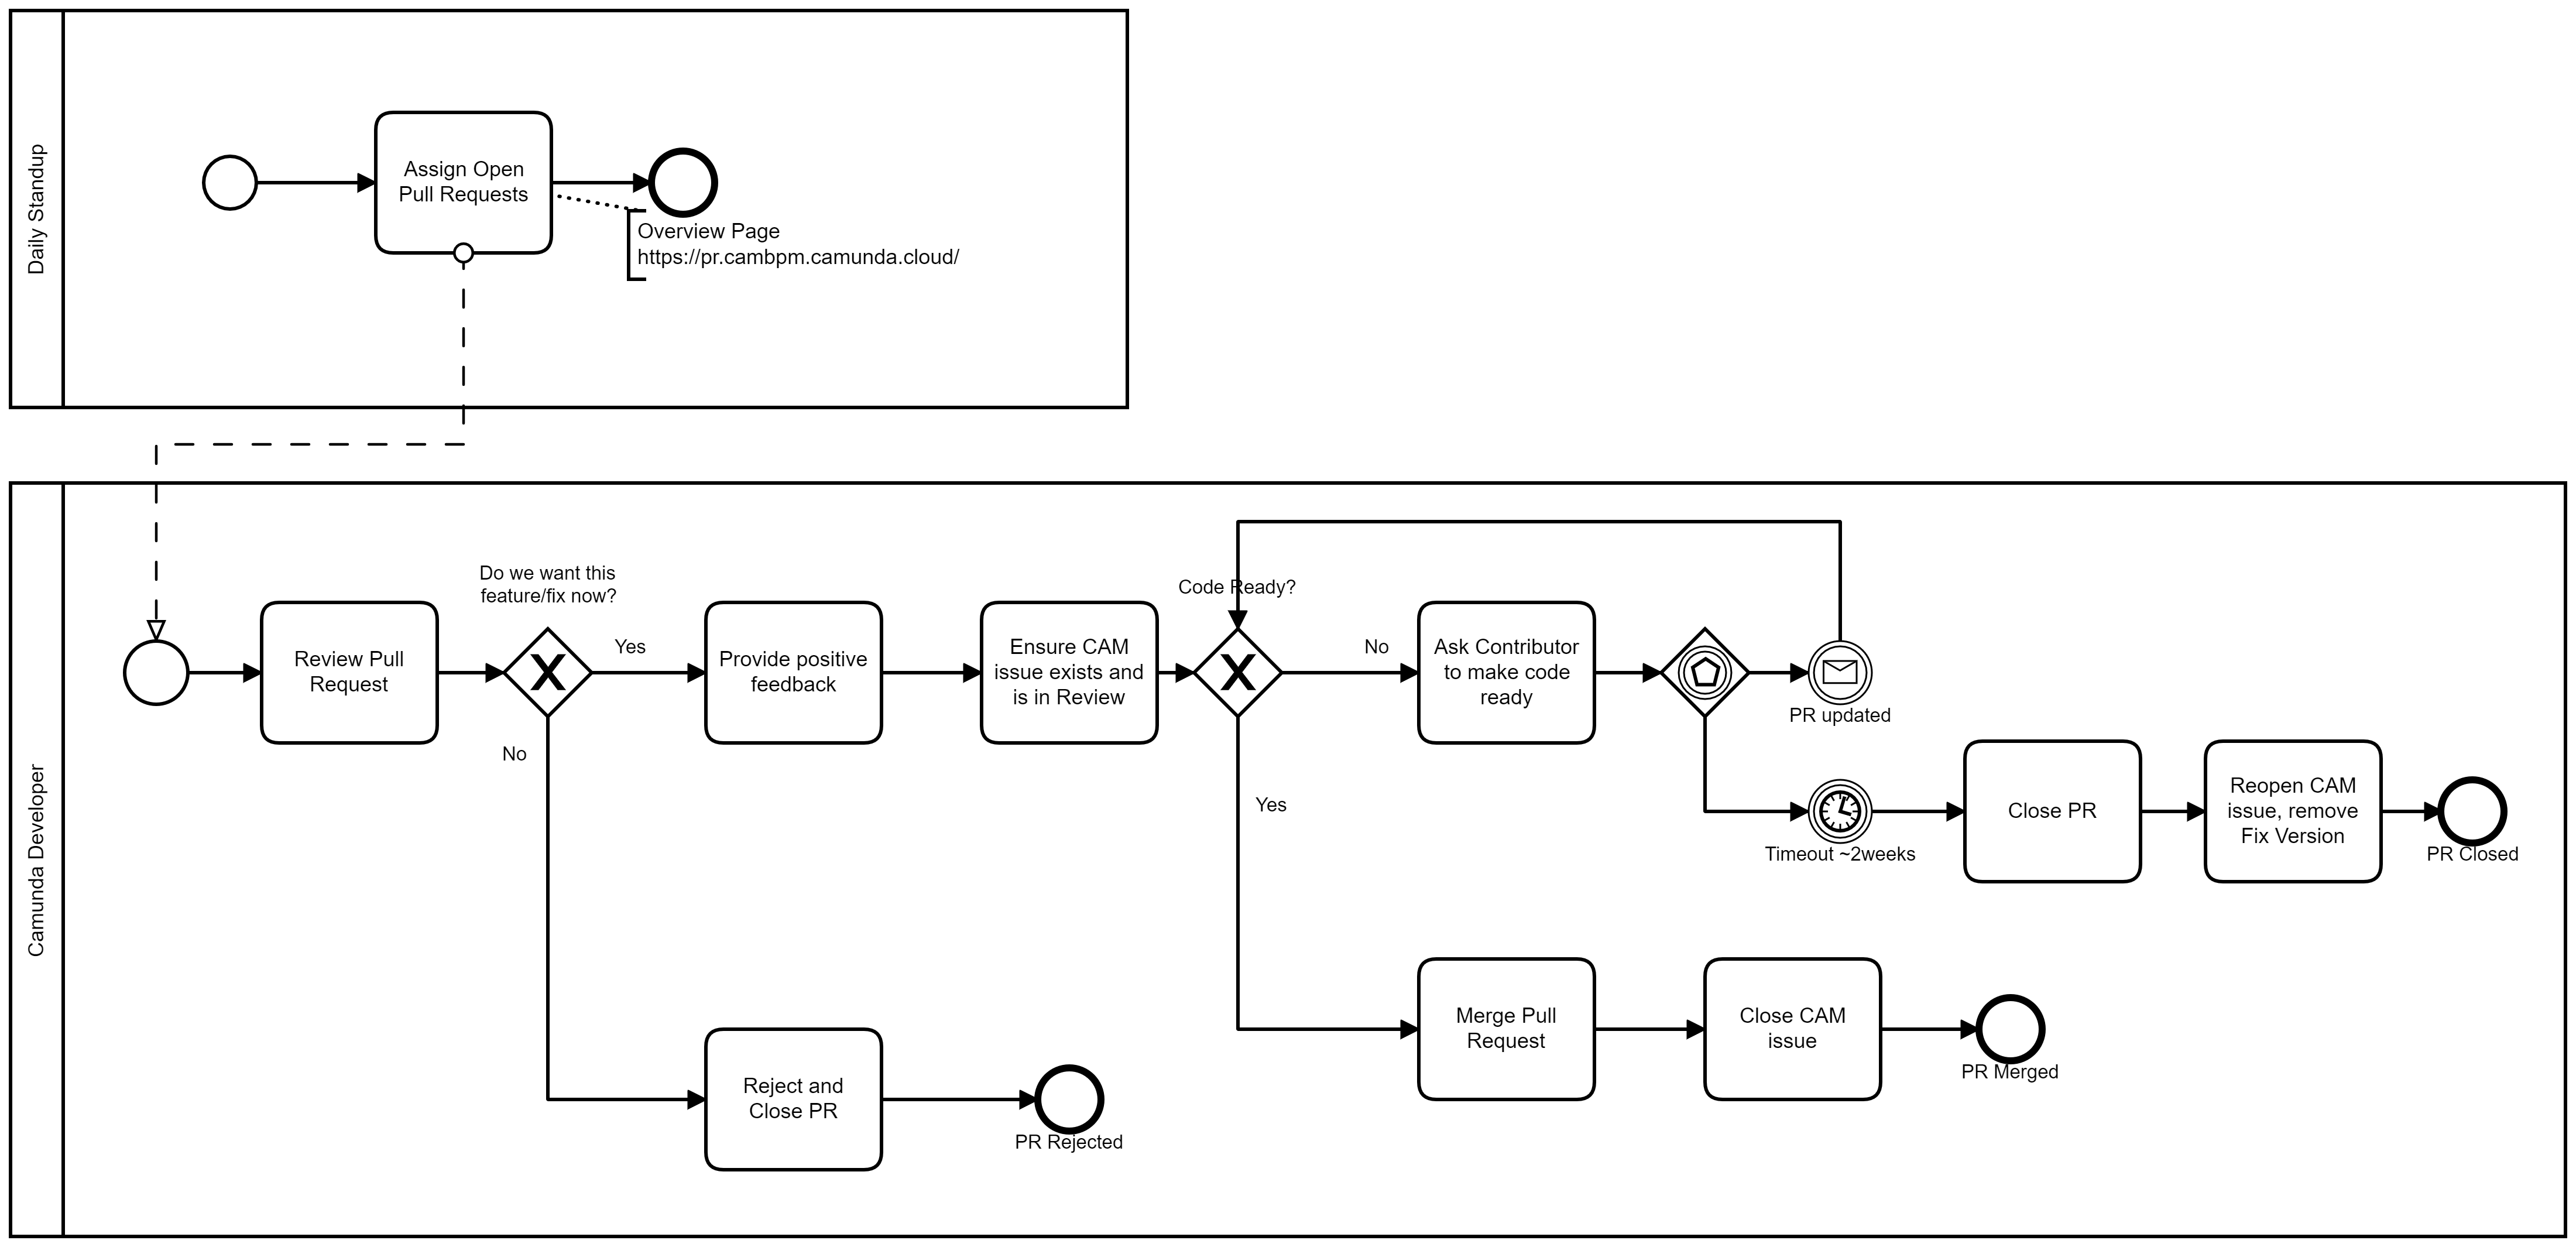 Daily Standup
Assign Open
Pull Requests
Overview Page
https://pr.cambpm.camunda.cloud/
Camunda Developer
Review Pull
Request
Do we want this
feature/fix now?
Yes
No
Provide positive
feedback
Ensure CAM
issue exists and
is in Review
Code Ready?
No
Yes
Ask Contributor
to make code
ready
PR updated
Timeout ~2weeks
Close PR
Reopen CAM
issue, remove
Fix Version
PR Closed
Merge Pull
Request
Close CAM
issue
PR Merged
Reject and
Close PR
PR Rejected